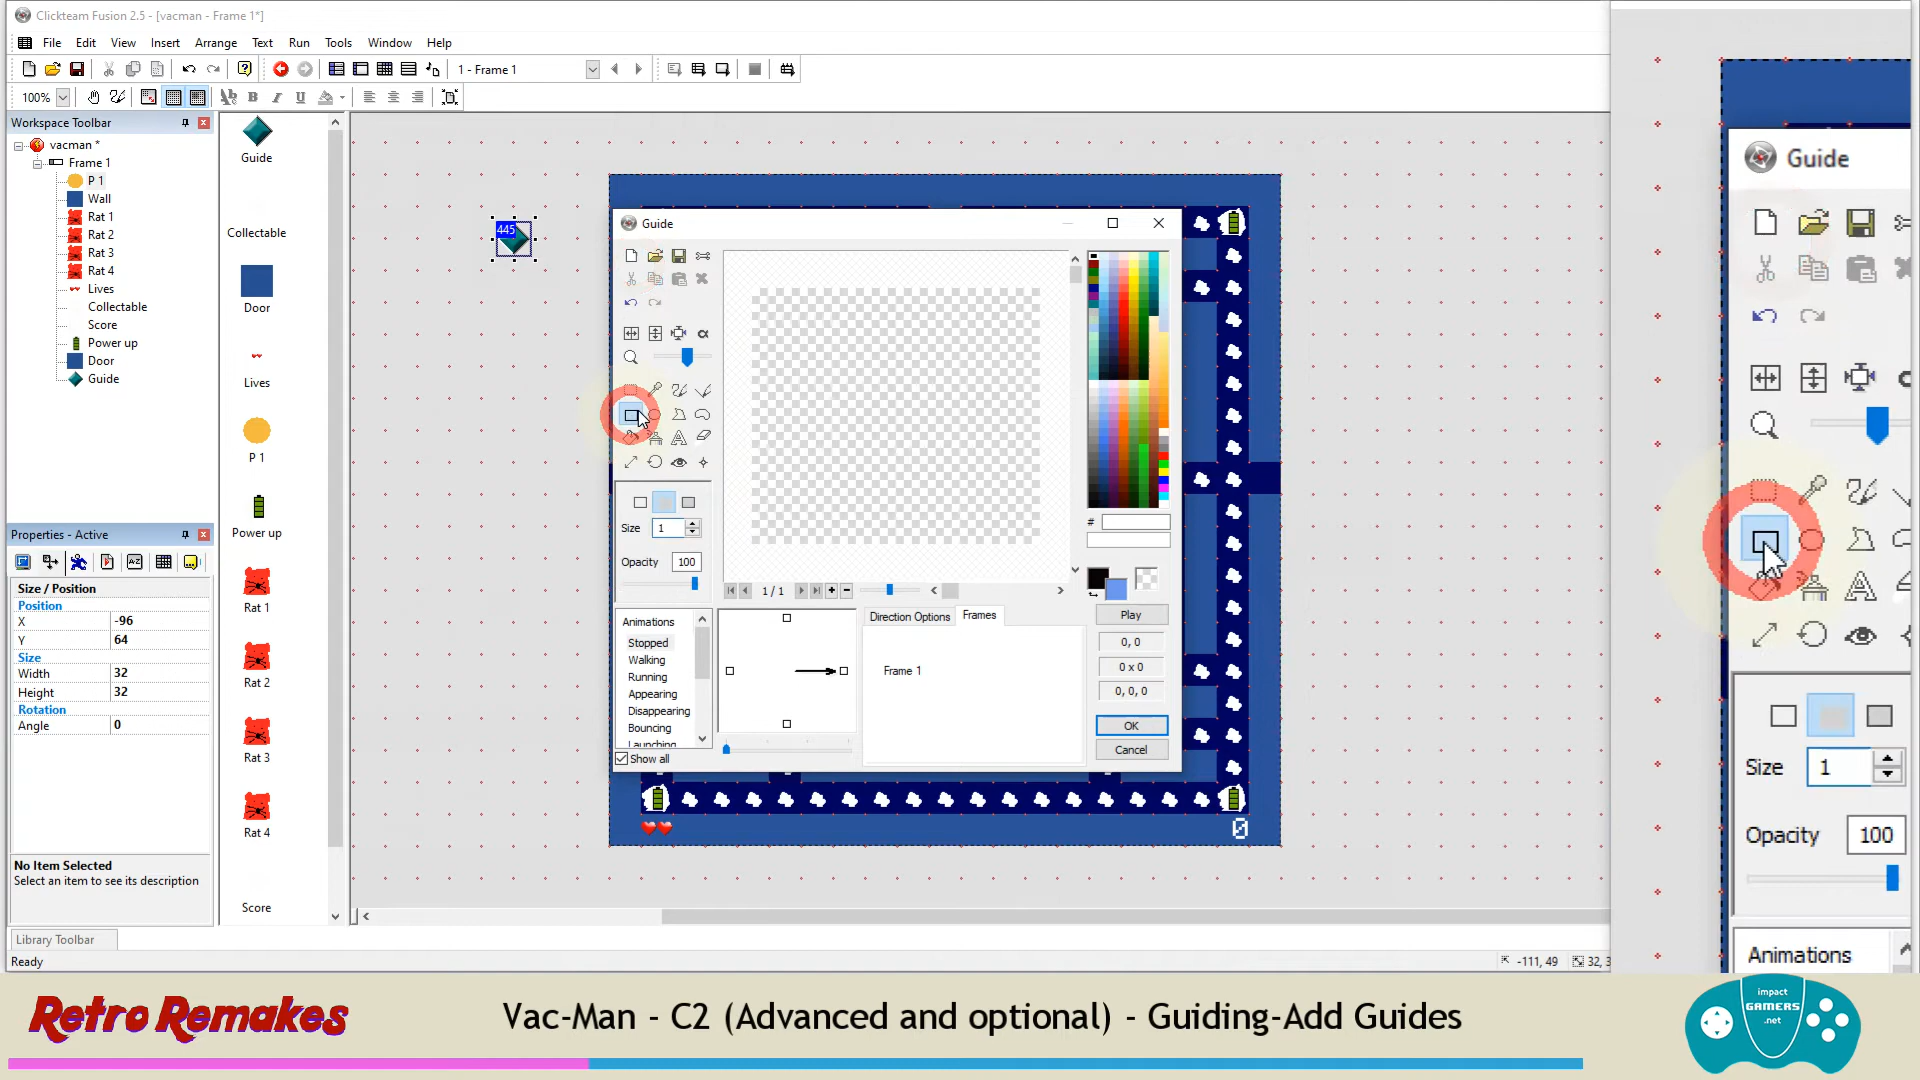 Clickteam Fusion 2.5 - [vacman - Frame 1*]
File Edit View Insert Arrange Text Run Tools Window Help
1 - Frame 1
100%
B I U
Workspace Toolbar
vacman *
Frame 1
P 1
Wall
Rat 1
Rat 2
Rat 3
Rat 4
Lives
Collectable
Score
Power up
Door
Guide
Properties - Active
Size / Position
Position
X -96
Y 64
Size
Width 32
Height 32
Rotation
Angle 0
No Item Selected
Select an item to see its description
Library Toolbar
Ready
Guide
Collectable
Door
Lives
P 1
Power up
Rat 1
Rat 2
Rat 3
Rat 4
Score
445
Guide
Size 1
Opacity 100
1 / 1
Animations
Stopped
Walking
Running
Appearing
Disappearing
Bouncing
Launching
Show all
Direction Options Frames
Frame 1
#
Play
0, 0
0 x 0
0, 0, 0
OK
Cancel
0
-111, 49
Guide
Size 1
Opacity 100
Animations
Retro Remakes
Vac-Man - C2 (Advanced and optional) - Guiding-Add Guides
impact
GAMERS
.net